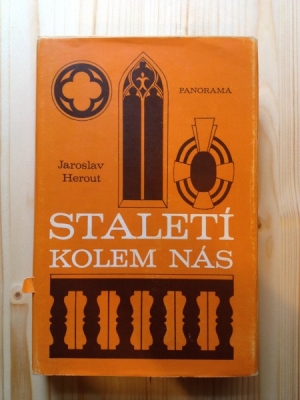 PANORAMA
Jaroslav
Herout
STALETÍ
KOLEM NÁS